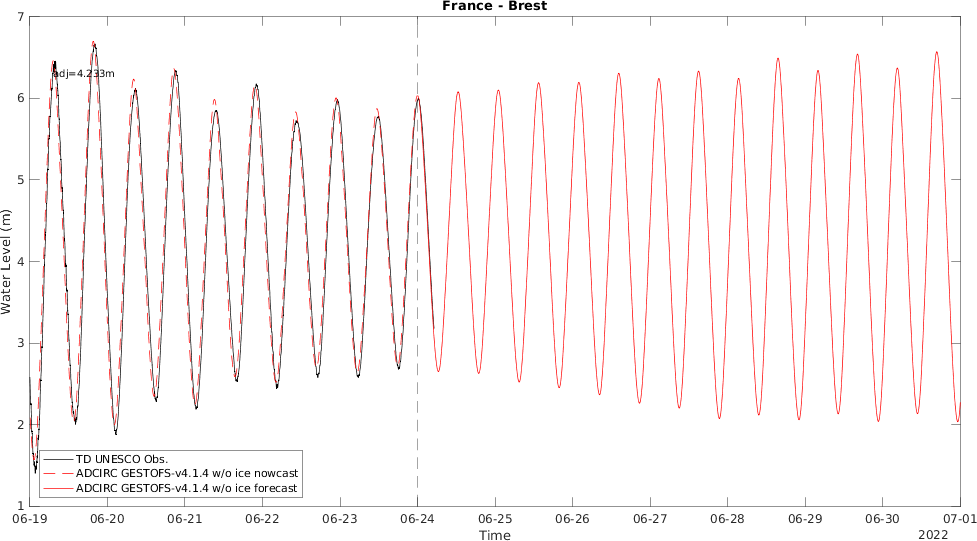 France - Brest
7
6
5
4
3
2
1
Water Level (m)
adj=4.233m
TD UNESCO Obs.
ADCIRC GESTOFS-v4.1.4 w/o ice nowcast
ADCIRC GESTOFS-v4.1.4 w/o ice forecast
06-19 06-20 06-21 06-22 06-23 06-24 06-25 06-26 06-27 06-28 06-29 06-30 07-01
Time
2022